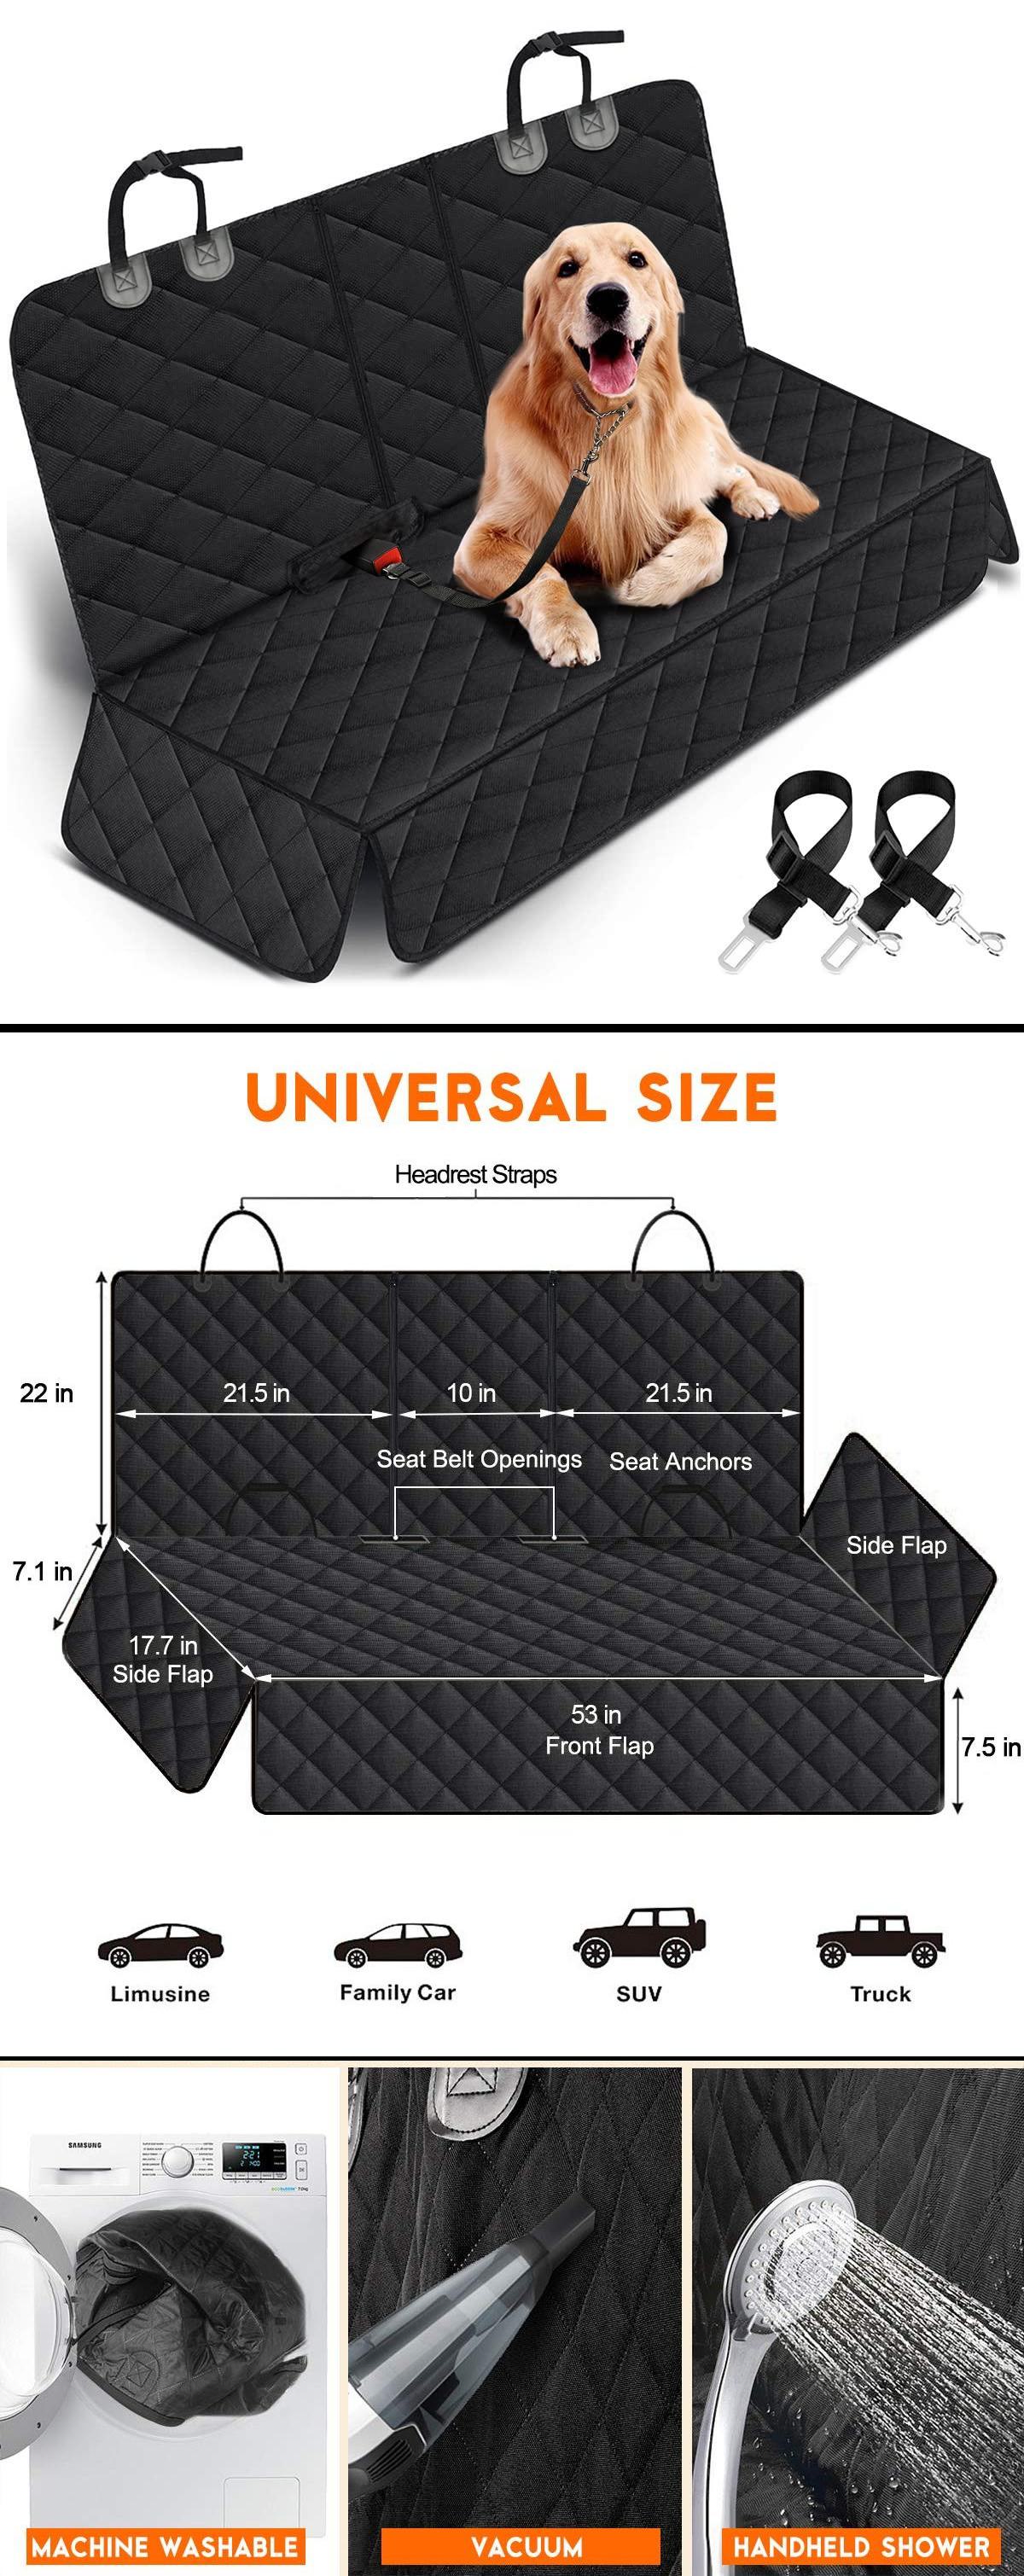 UNIVERSAL SIZE
Headrest Straps
22 in
21.5 in
10 in
21.5 in
Seat Belt Openings
Seat Anchors
7.1 in
Side Flap
17.7 in
Side Flap
53 in
Front Flap
7.5 in
Limusine
Family Car
SUV
Truck
SAMSUNG
2:21
MACHINE WASHABLE
VACUUM
HANDHELD SHOWER